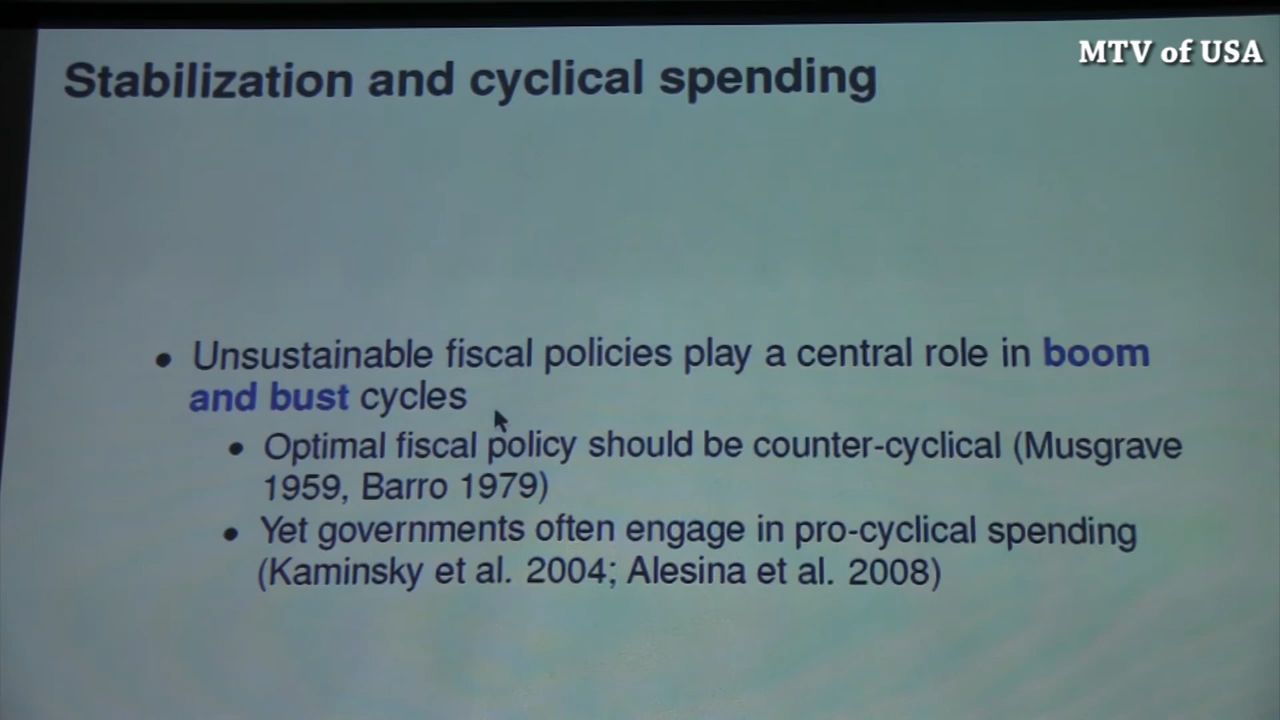 MTV of USA
Stabilization and cyclical spending
• Unsustainable fiscal policies play a central role in boom
and bust cycles
• Optimal fiscal policy should be counter-cyclical (Musgrave
1959, Barro 1979)
• Yet governments often engage in pro-cyclical spending
(Kaminsky et al. 2004; Alesina et al. 2008)